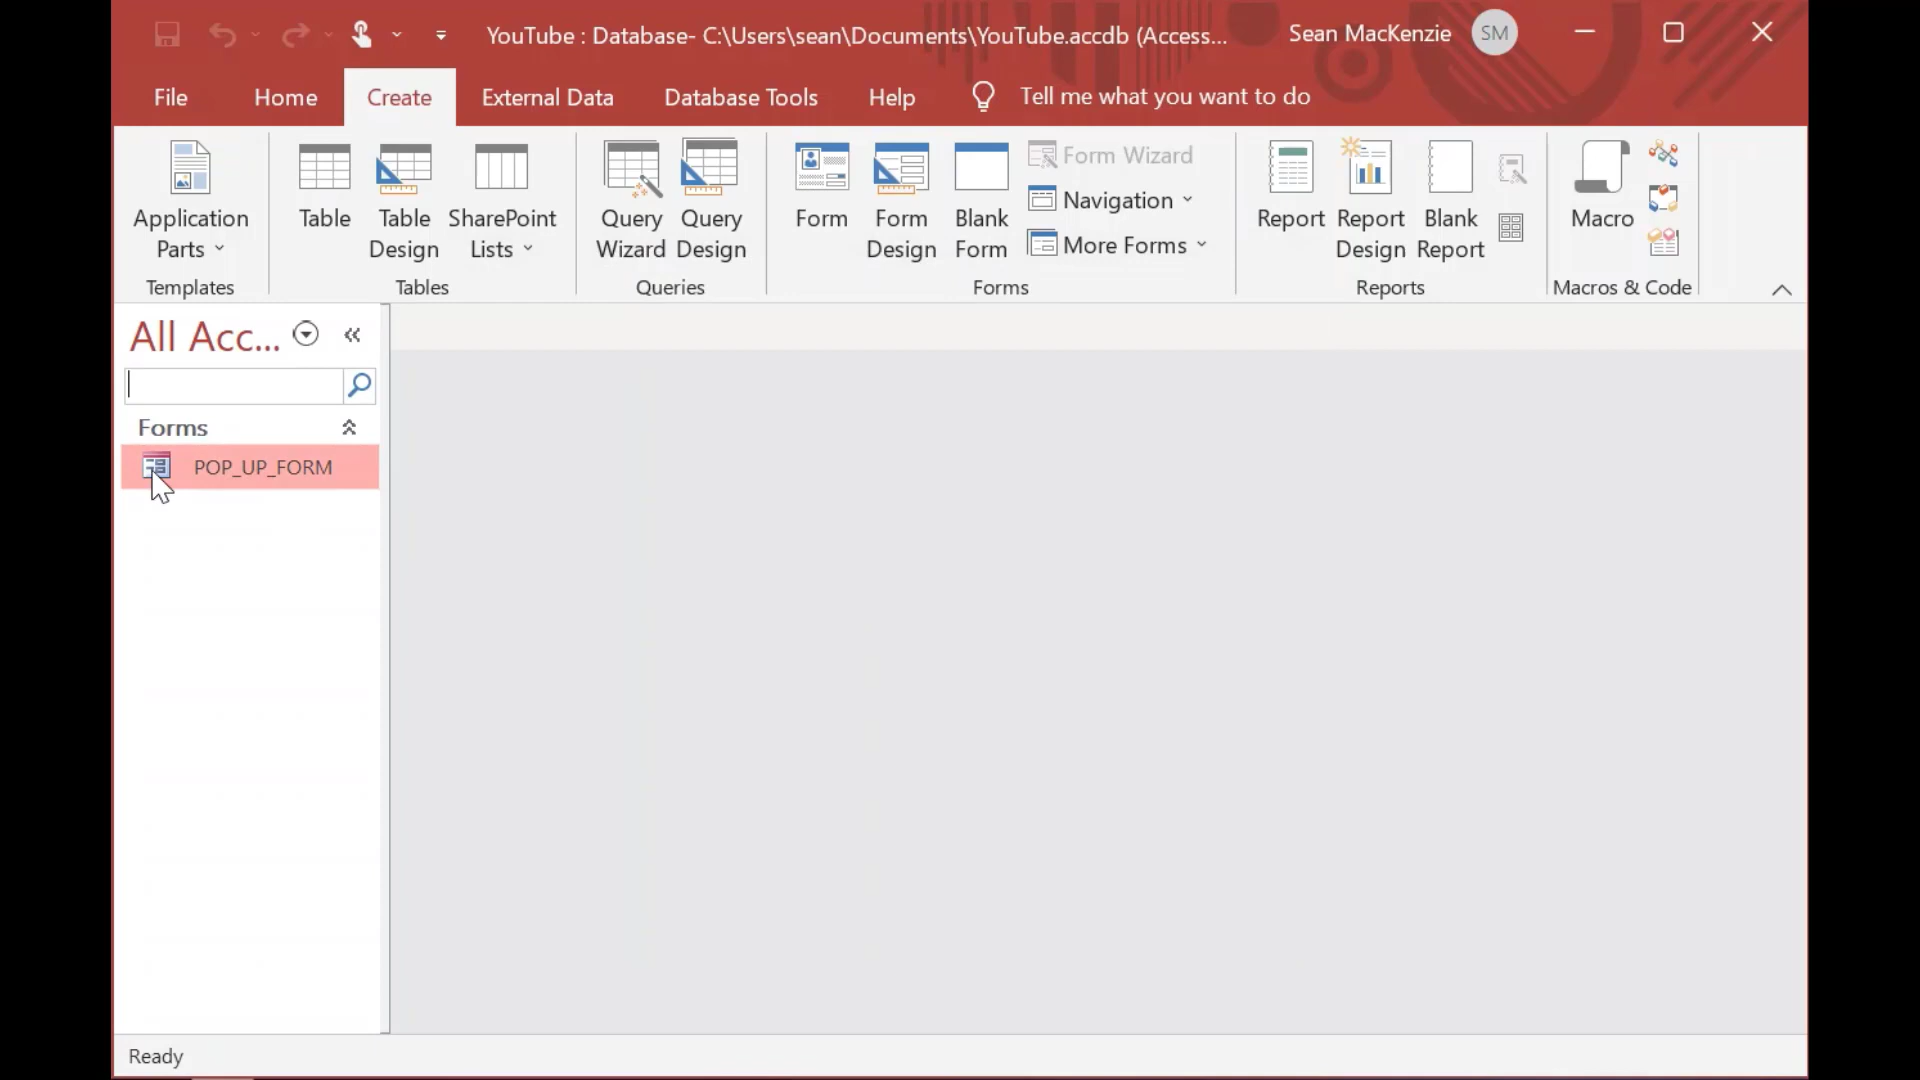 YouTube : Database- C:\Users\sean\Documents\YouTube.accdb (Access...
Sean MacKenzie
SM
File
Home
Create
External Data
Database Tools
Help
Tell me what you want to do
Application
Parts
Templates
Table
Table
Design
SharePoint
Lists
Tables
Query
Wizard
Query
Design
Queries
Form
Form
Design
Blank
Form
Form Wizard
Navigation
More Forms
Forms
Report
Report
Design
Blank
Report
Reports
Macro
Macros & Code
All Acc...
Forms
POP_UP_FORM
Ready